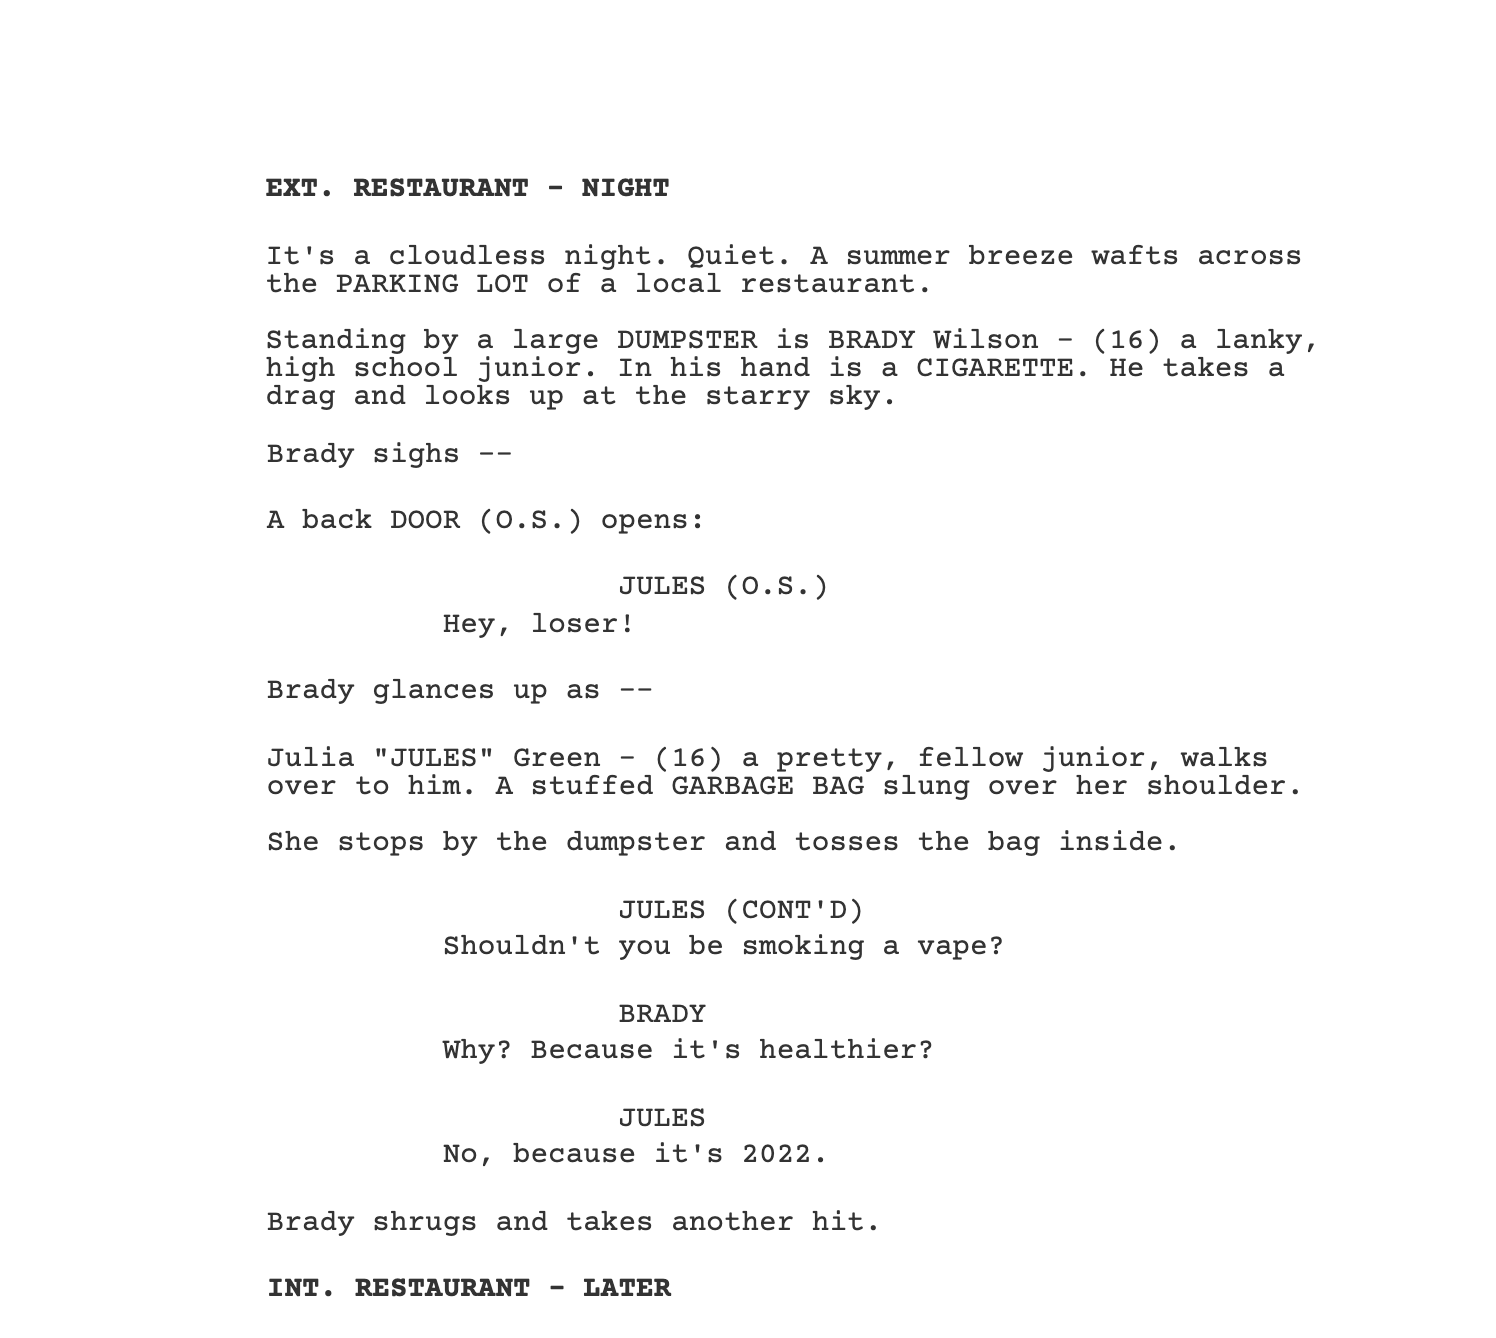 EXT. RESTAURANT - NIGHT
It's a cloudless night. Quiet. A summer breeze wafts across
the PARKING LOT of a local restaurant.
Standing by a large DUMPSTER is BRADY Wilson - (16) a lanky,
high school junior. In his hand is a CIGARETTE. He takes a
drag and looks up at the starry sky.
Brady sighs --
A back DOOR (O.S.) opens:
JULES (O.S.)
Hey, loser!
Brady glances up as --
Julia "JULES" Green - (16) a pretty, fellow junior, walks
over to him. A stuffed GARBAGE BAG slung over her shoulder.
She stops by the dumpster and tosses the bag inside.
JULES (CONT'D)
Shouldn't you be smoking a vape?
BRADY
Why? Because it's healthier?
JULES
No, because it's 2022.
Brady shrugs and takes another hit.
INT. RESTAURANT - LATER